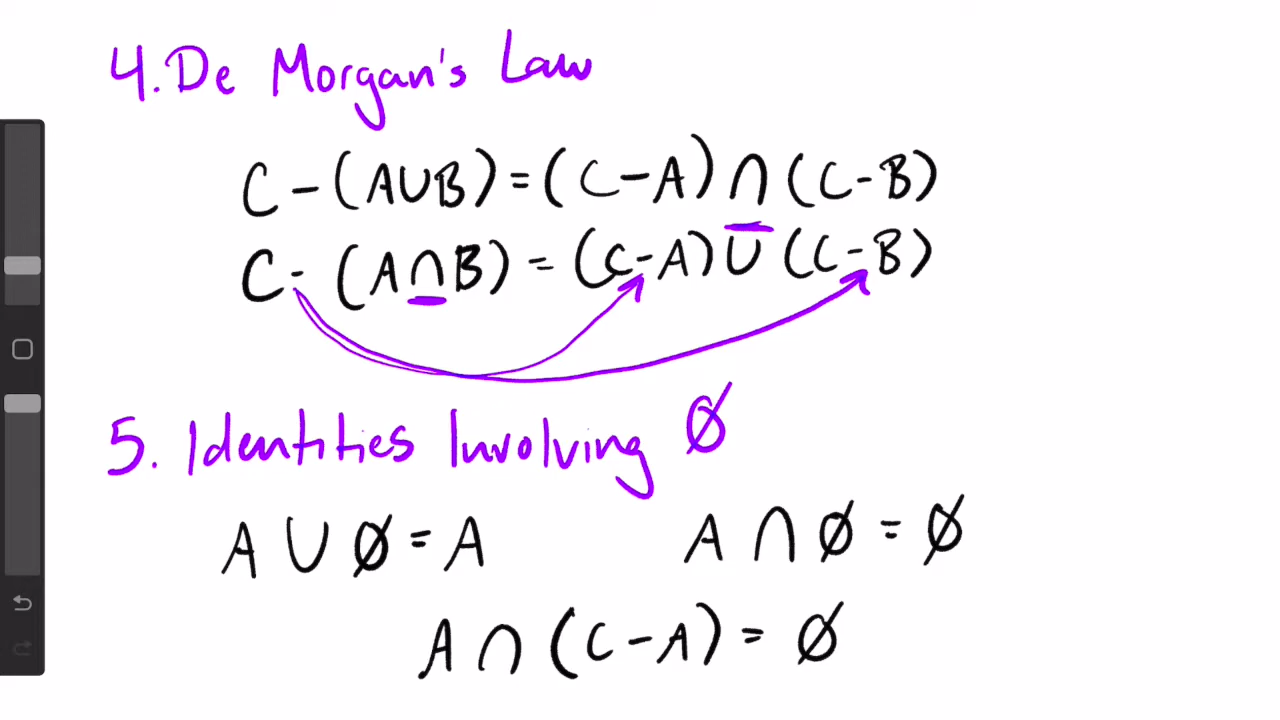 4. De Morgan's Law
C - (A∪B) = (C-A) ∩ (C-B)
C - (A∩B) = (C-A) ∪ (C-B)
5. Identities Involving Ø
A ∪ Ø = A A ∩ Ø = Ø
A ∩ (C-A) = Ø